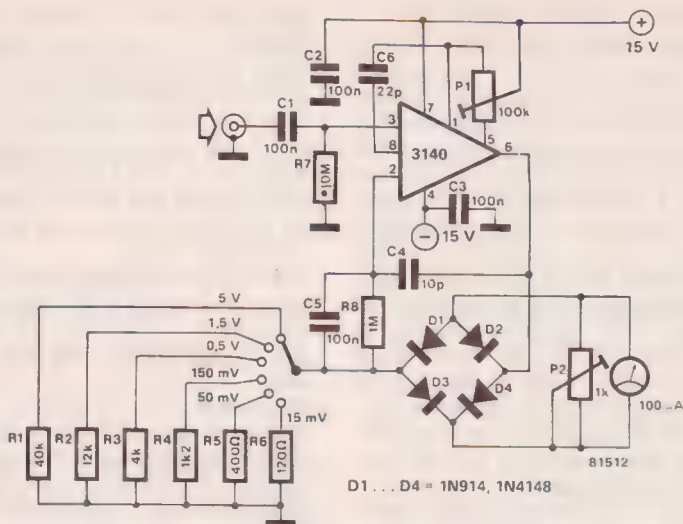 15 V
C2
100n
C6
22p
P1
100k
C1
100n
7
3
1
8
3140
5
6
2
4
R7
10M
C3
100n
15 V
C4
10p
C5
100n
R8
1M
5 V
1,5 V
0,5 V
150 mV
50 mV
15 mV
D1
D2
D3
D4
P2
1k
100 µA
R1
40k
R2
12k
R3
4k
R4
1k2
R5
400Ω
R6
120Ω
81512
D1 ... D4 = 1N914, 1N4148